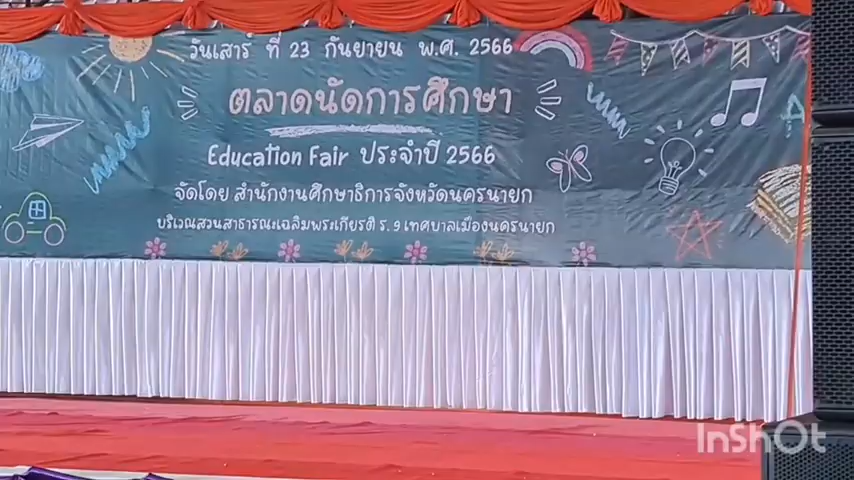 วันเสาร์ ที่ 23 กันยายน พ.ศ. 2566
ตลาดนัดการศึกษา
Education Fair ประจำปี 2566
จัดโดย สำนักงานศึกษาธิการจังหวัดนครนายก
บริเวณสวนสาธารณะเฉลิมพระเกียรติ ร.9 เทศบาลเมืองนครนายก
InShOt